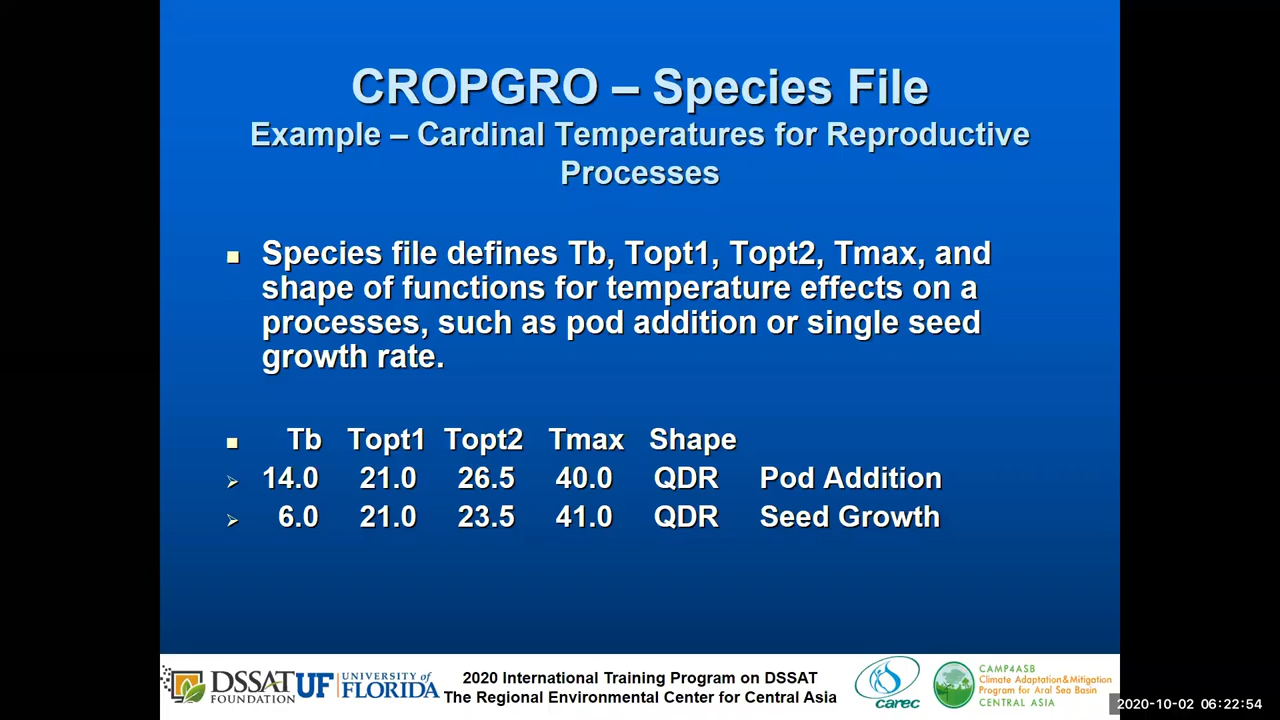 CROPGRO – Species File
Example – Cardinal Temperatures for Reproductive
Processes
Species file defines Tb, Topt1, Topt2, Tmax, and
shape of functions for temperature effects on a
processes, such as pod addition or single seed
growth rate.
Tb Topt1 Topt2 Tmax Shape
14.0 21.0 26.5 40.0 QDR Pod Addition
6.0 21.0 23.5 41.0 QDR Seed Growth
DSSAT
FOUNDATION
UF UNIVERSITY of
FLORIDA
2020 International Training Program on DSSAT
The Regional Environmental Center for Central Asia
carec
CAMP4ASB
Climate Adaptation & Mitigation
Program for Aral Sea Basin
CENTRAL ASIA
2020-10-02 06:22:54